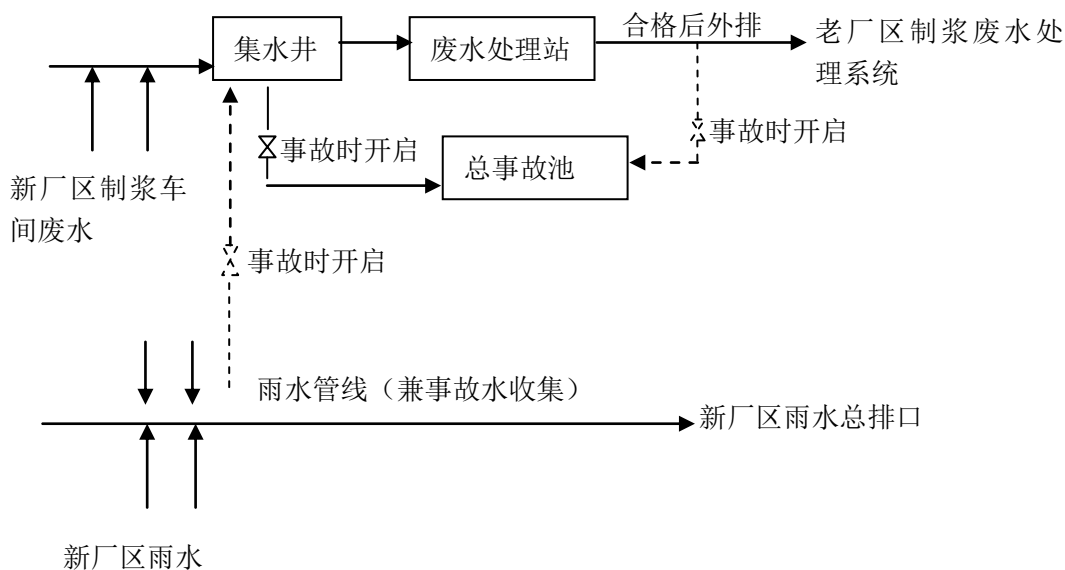 集水井
废水处理站
合格后外排
老厂区制浆废水处
理系统
事故时开启
总事故池
事故时开启
新厂区制浆车
间废水
事故时开启
雨水管线（兼事故水收集）
新厂区雨水总排口
新厂区雨水